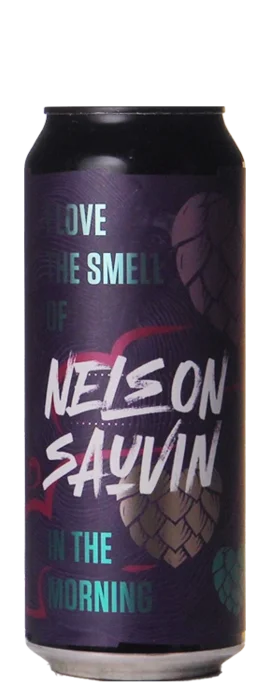 I LOVE
THE SMELL
OF
NELSON
SAUVIN
IN THE
MORNING